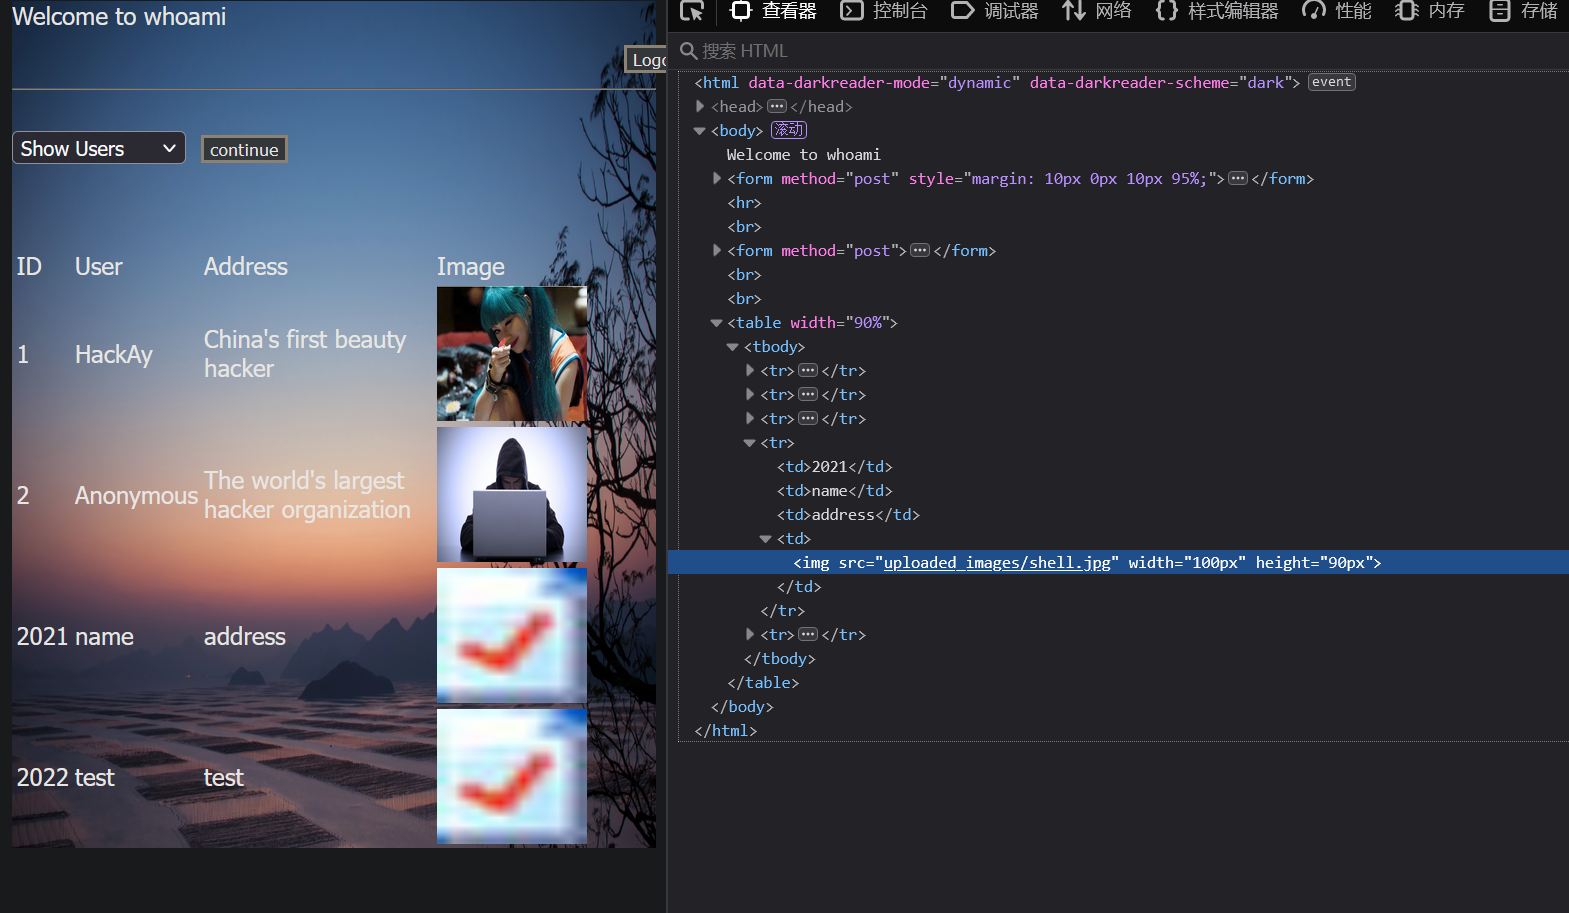 Welcome to whoami
Logo
Show Users
continue
ID User Address Image
1 HackAy China's first beauty
hacker
2 Anonymous The world's largest
hacker organization
2021 name address
2022 test test
查看器 控制台 调试器 网络 样式编辑器 性能 内存 存储
搜索 HTML
<html data-darkreader-mode="dynamic" data-darkreader-scheme="dark"> event
<head> ••• </head>
<body> 滚动
Welcome to whoami
<form method="post" style="margin: 10px 0px 10px 95%;"> ••• </form>
<hr>
<br>
<form method="post"> ••• </form>
<br>
<br>
<table width="90%">
<tbody>
<tr> ••• </tr>
<tr> ••• </tr>
<tr> ••• </tr>
<tr>
<td>2021</td>
<td>name</td>
<td>address</td>
<td>
<img src="uploaded_images/shell.jpg" width="100px" height="90px">
</td>
</tr>
<tr> ••• </tr>
</tbody>
</table>
</body>
</html>